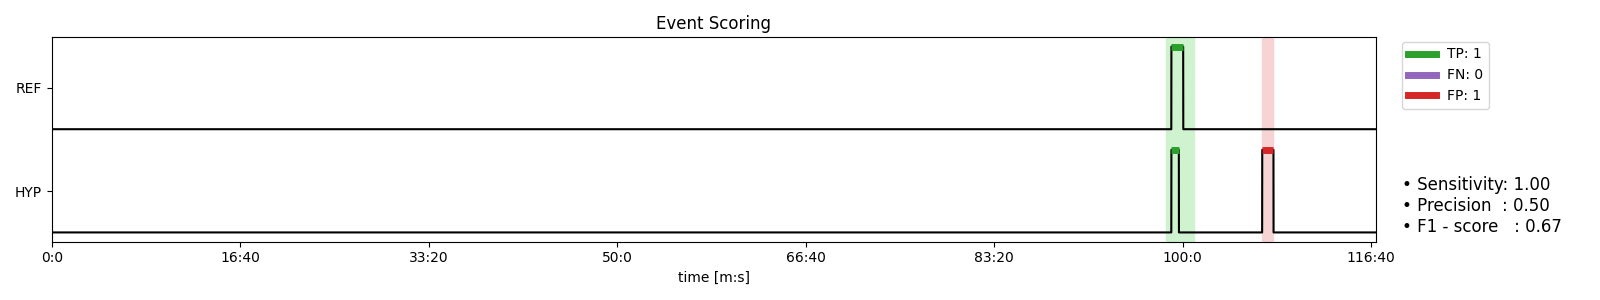 Event Scoring
REF
HYP
TP: 1
FN: 0
FP: 1
• Sensitivity: 1.00
• Precision : 0.50
• F1 - score : 0.67
0:0 16:40 33:20 50:0 66:40 83:20 100:0 116:40
time [m:s]